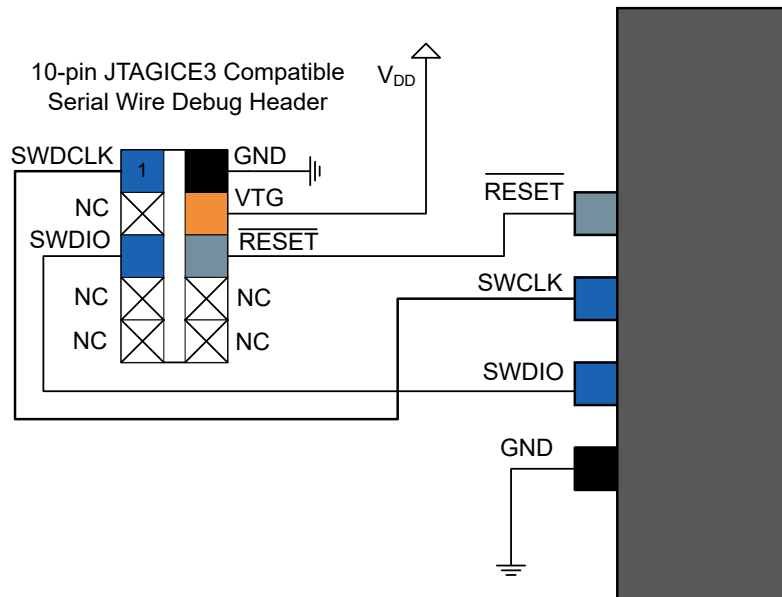 10-pin JTAGICE3 Compatible
Serial Wire Debug Header
VDD
SWDCLK
1
GND
NC
VTG
SWDIO
RESET
NC
NC
NC
NC
RESET
SWCLK
SWDIO
GND